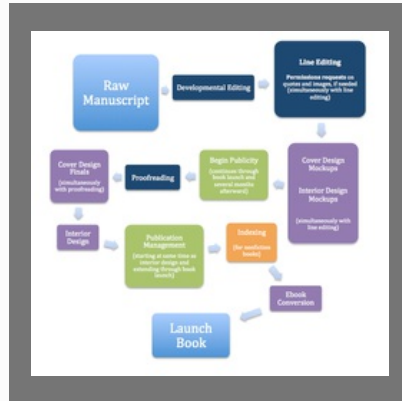 Raw
Manuscript
Developmental Editing
Line Editing
Permissions requests on
quotes and images, if needed
(simultaneously with line
editing)
Cover Design
Mockups
Interior Design
Mockups
(simultaneously with
line editing)
Begin Publicity
(continues through
book launch and
several months
afterward)
Proofreading
Cover Design
Finals
(simultaneously
with proofreading)
Interior
Design
Publication
Management
(starting at same time as
interior design and
extending through book
launch)
Indexing
(for nonfiction
books)
Ebook
Conversion
Launch
Book